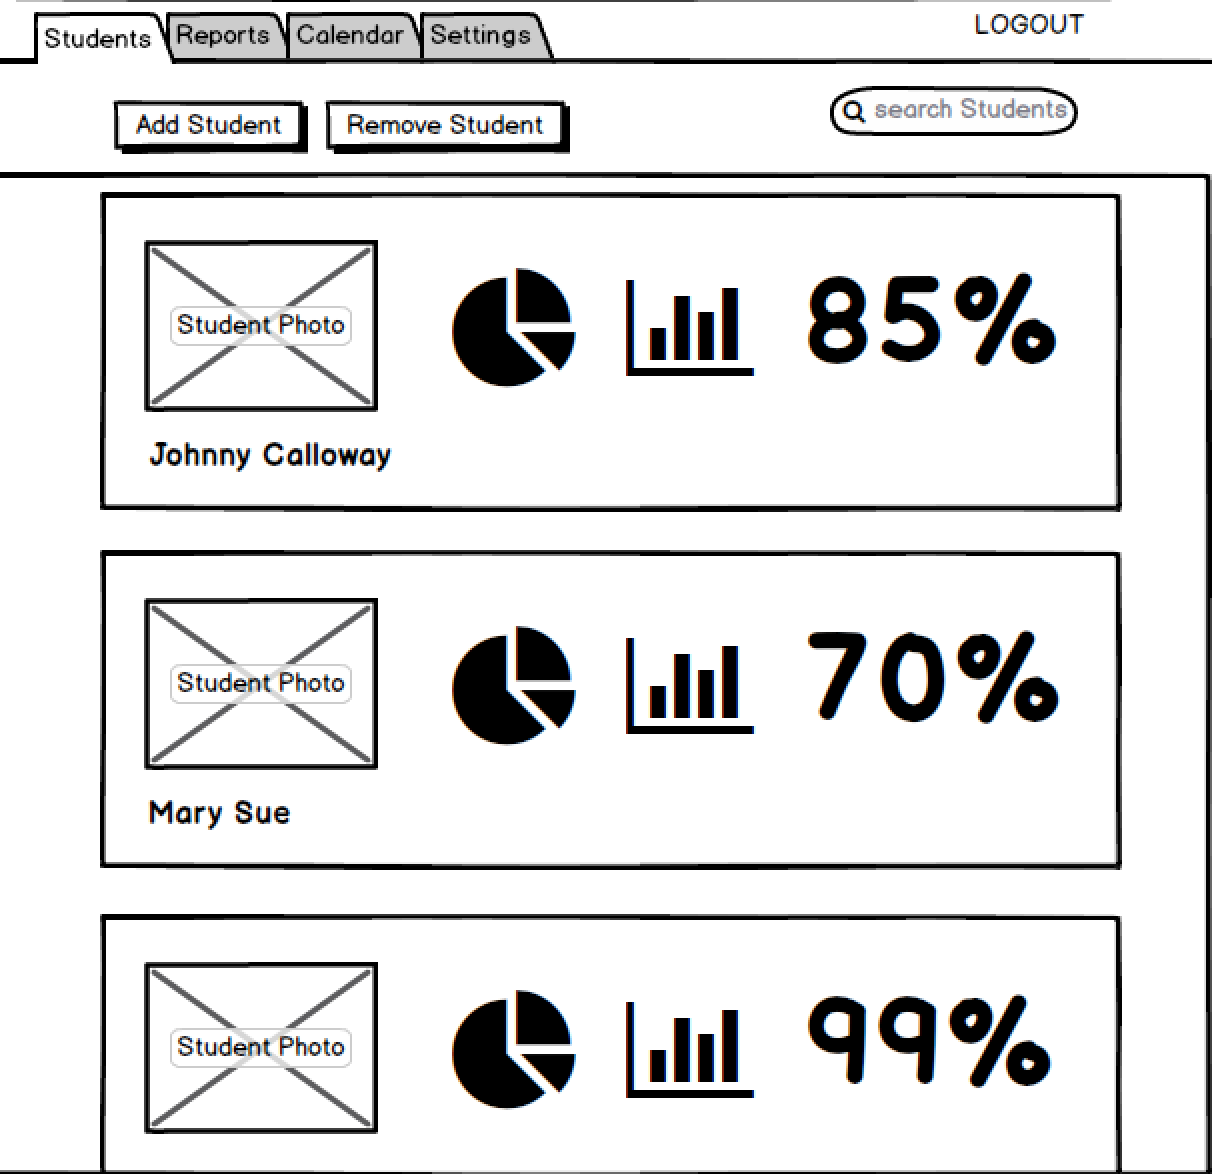 Students Reports Calendar Settings LOGOUT
Add Student Remove Student search Students
Student Photo 85%
Johnny Calloway
Student Photo 70%
Mary Sue
Student Photo 99%